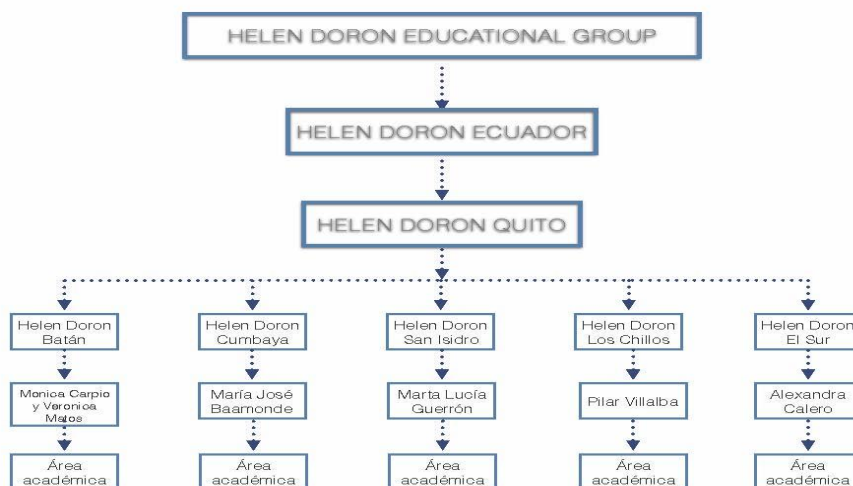 HELEN DORON EDUCATIONAL GROUP
HELEN DORON ECUADOR
HELEN DORON QUITO
Helen Doron
Batán
Helen Doron
Cumbaya
Helen Doron
San Isidro
Helen Doron
Los Chillos
Helen Doron
El Sur
Monica Carpio
y Veronica
Matos
María José
Baamonde
Marta Lucía
Guerrón
Pilar Villalba
Alexandra
Calero
Área
académica
Área
académica
Área
académica
Área
académica
Área
académica